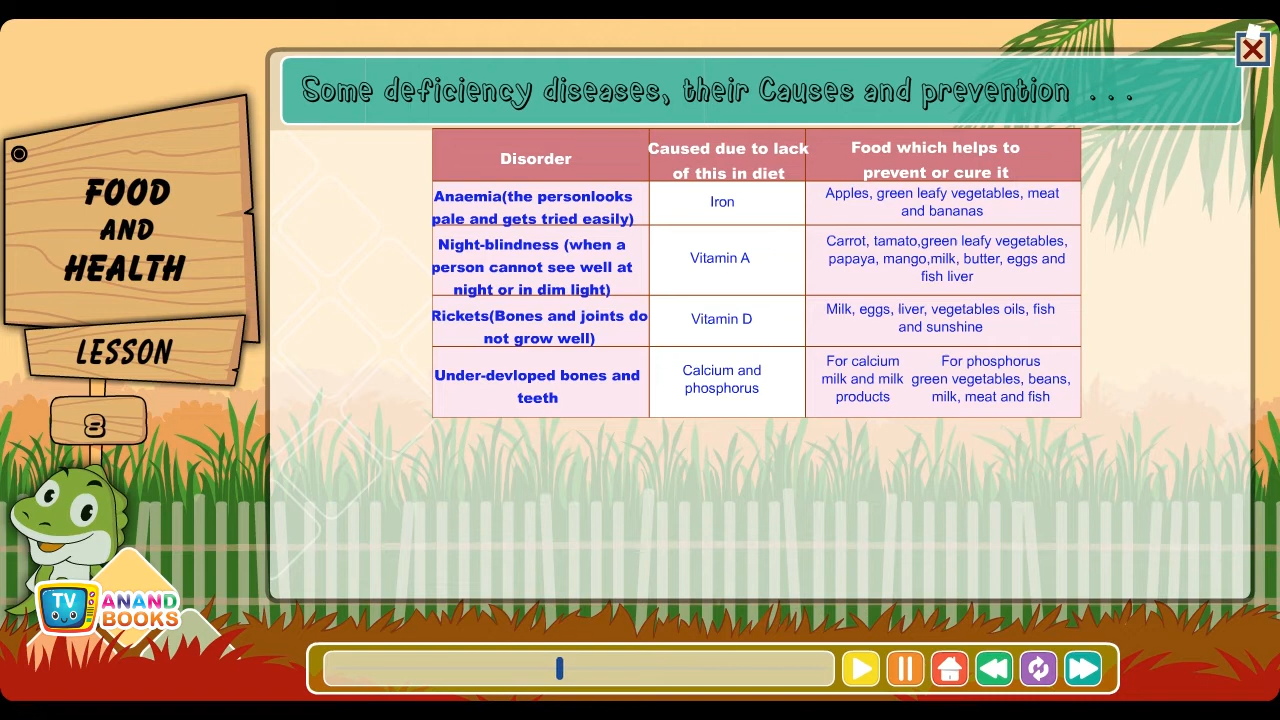 Some deficiency diseases, their Causes and prevention ...
FOOD
AND
HEALTH
LESSON
8
Disorder
Caused due to lack
of this in diet
Food which helps to
prevent or cure it
Anaemia(the personlooks
pale and gets tried easily)
Iron
Apples, green leafy vegetables, meat
and bananas
Night-blindness (when a
person cannot see well at
night or in dim light)
Vitamin A
Carrot, tamato,green leafy vegetables,
papaya, mango,milk, butter, eggs and
fish liver
Rickets(Bones and joints do
not grow well)
Vitamin D
Milk, eggs, liver, vegetables oils, fish
and sunshine
Under-devloped bones and
teeth
Calcium and
phosphorus
For calcium
milk and milk
products
For phosphorus
green vegetables, beans,
milk, meat and fish
TV
ANAND
BOOKS